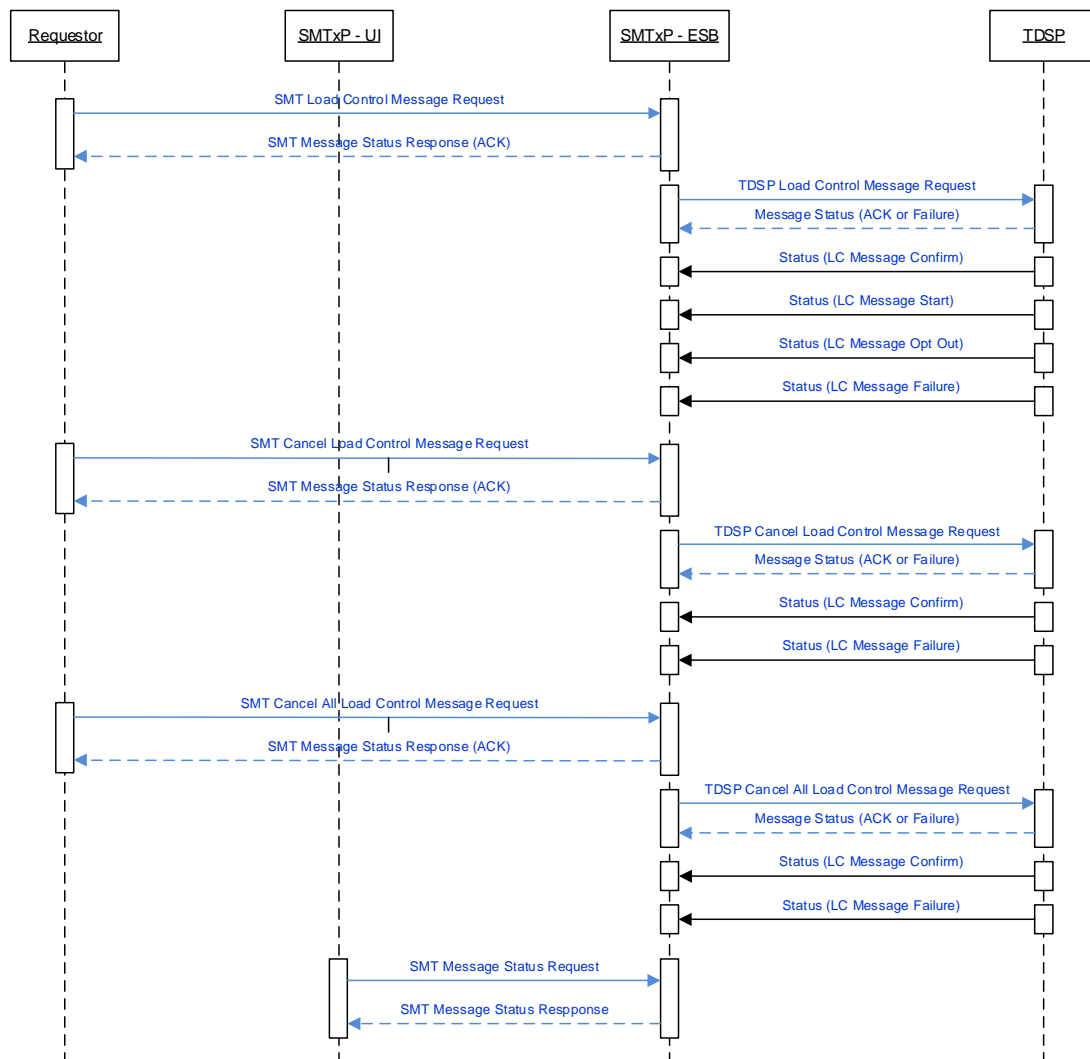 Requestor
SMTxP - UI
SMTxP - ESB
TDSP
SMT Load Control Message Request
SMT Message Status Response (ACK)
TDSP Load Control Message Request
Message Status (ACK or Failure)
Status (LC Message Confirm)
Status (LC Message Start)
Status (LC Message Opt Out)
Status (LC Message Failure)
SMT Cancel Load Control Message Request
SMT Message Status Response (ACK)
TDSP Cancel Load Control Message Request
Message Status (ACK or Failure)
Status (LC Message Confirm)
Status (LC Message Failure)
SMT Cancel All Load Control Message Request
SMT Message Status Response (ACK)
TDSP Cancel All Load Control Message Request
Message Status (ACK or Failure)
Status (LC Message Confirm)
Status (LC Message Failure)
SMT Message Status Request
SMT Message Status Respponse